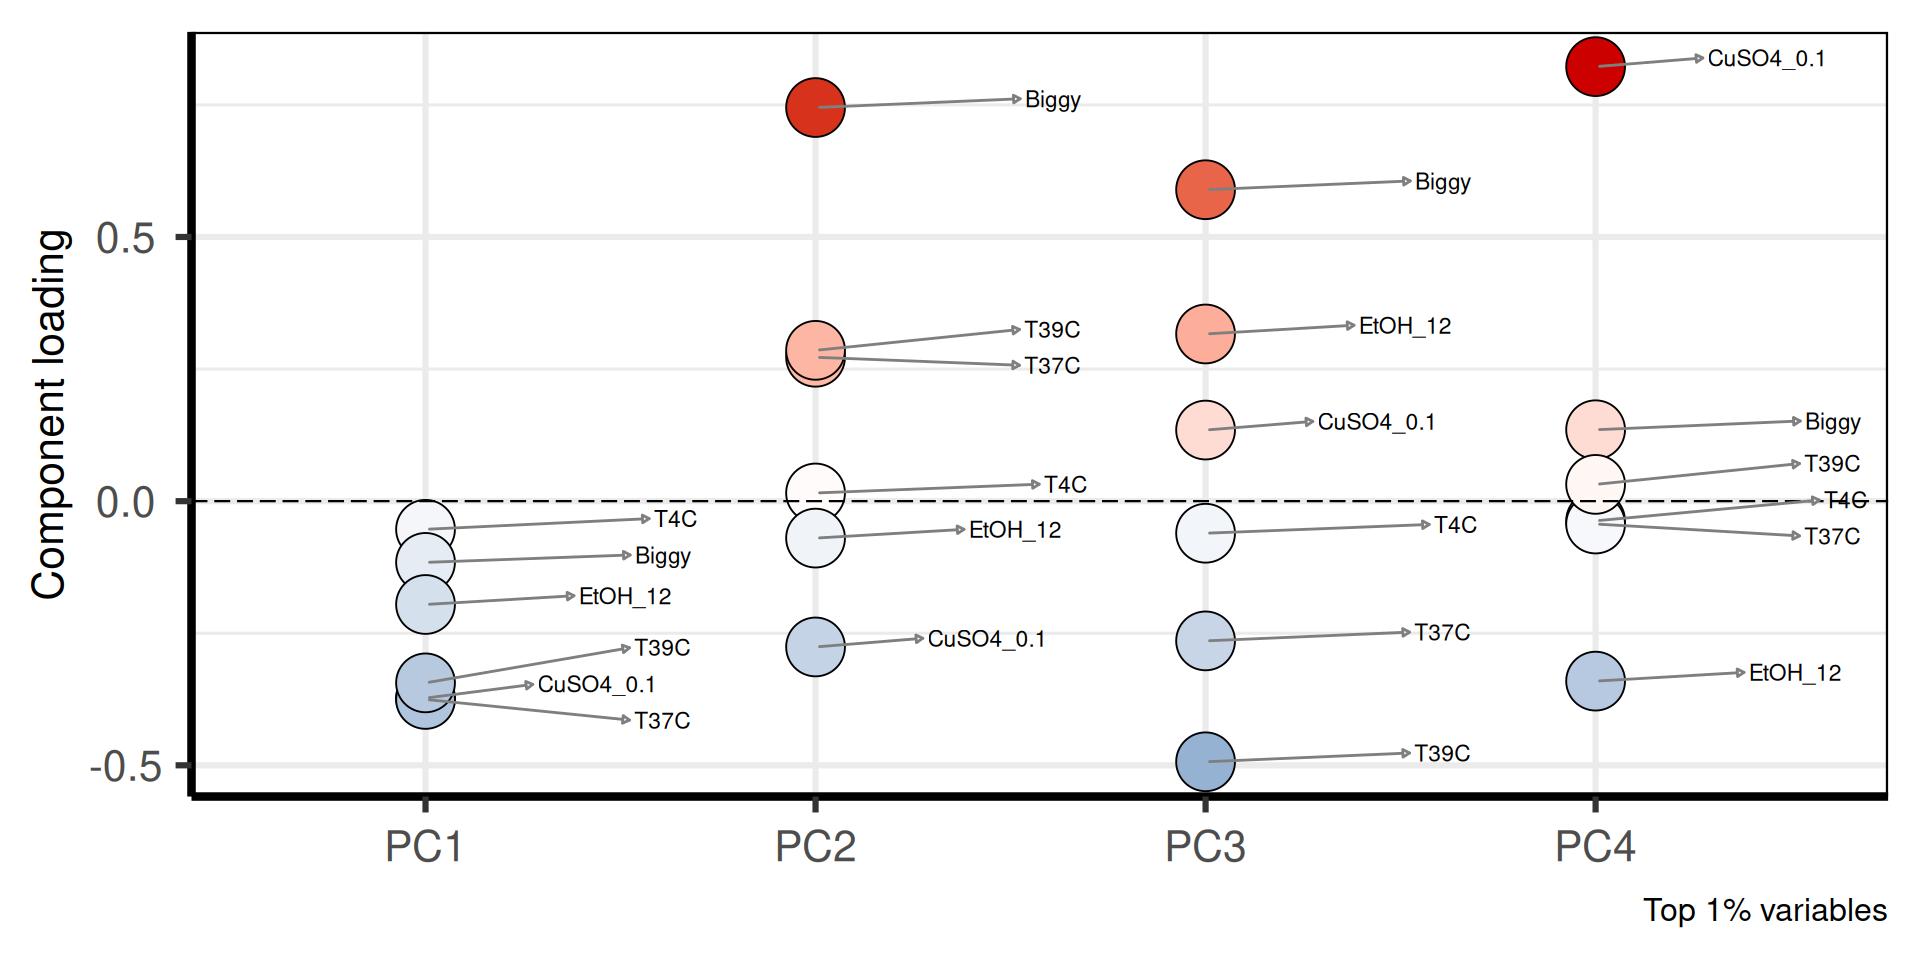 Component loading
0.5
0.0
-0.5
T4C
Biggy
EtOH_12
T39C
CuSO4_0.1
T37C
Biggy
T39C
T37C
T4C
EtOH_12
CuSO4_0.1
Biggy
EtOH_12
CuSO4_0.1
T4C
T37C
T39C
CuSO4_0.1
Biggy
T39C
T4C
T37C
EtOH_12
PC1
PC2
PC3
PC4
Top 1% variables